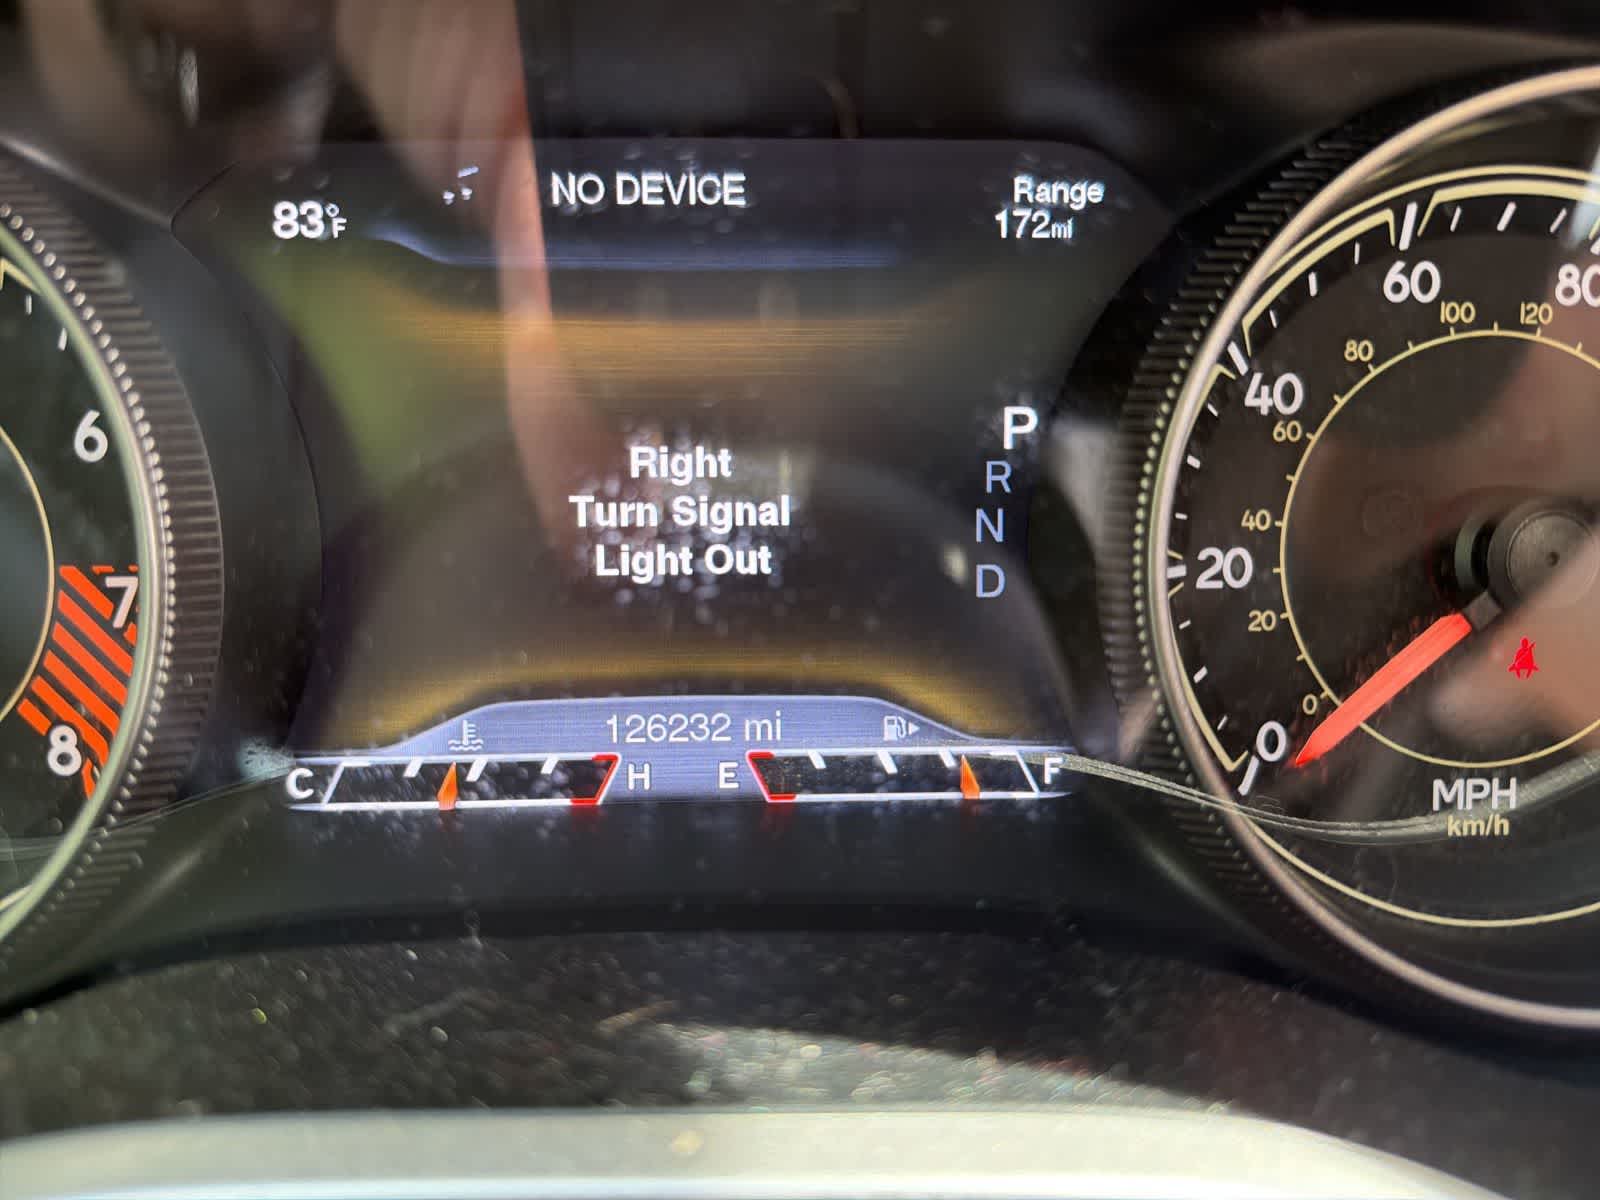 NO DEVICE
83°F
Range
172mi
Right
Turn Signal
Light Out
P
R
N
D
126232 mi
C H E F
6
7
8
0
20
40
60
80
0
20
40
60
80
100
120
MPH
km/h